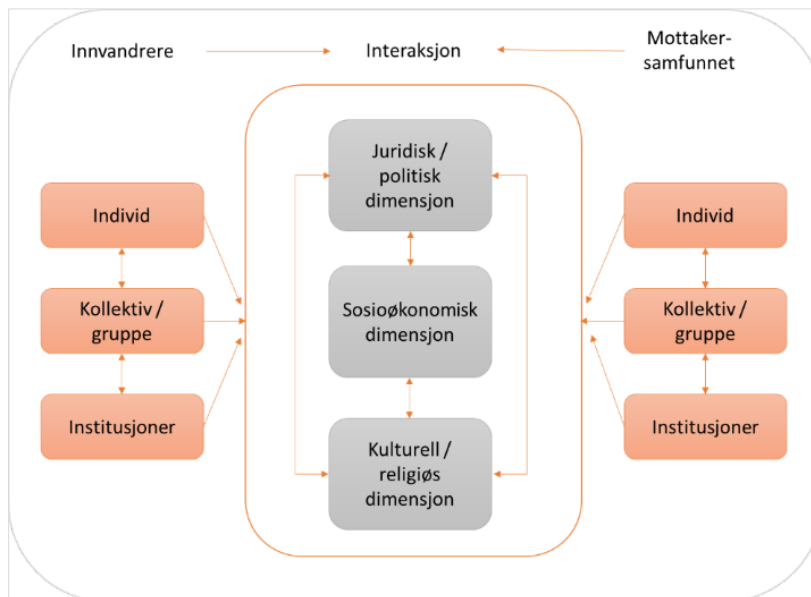 Innvandrere
Interaksjon
Mottaker-
samfunnet
Individ
Kollektiv /
gruppe
Institusjoner
Juridisk /
politisk
dimensjon
Sosioøkonomisk
dimensjon
Kulturell /
religiøs
dimensjon
Individ
Kollektiv /
gruppe
Institusjoner